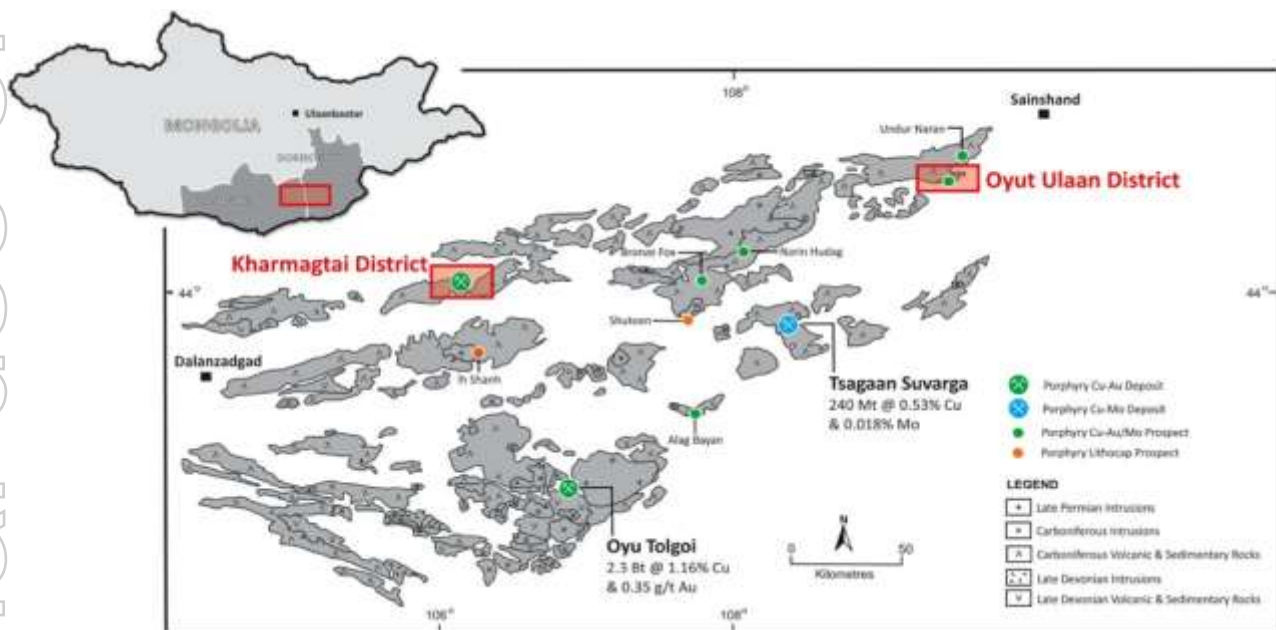 MONGOLIA
Ulaanbaatar
108°
Sainshand
Undur Naran
Oyut Ulaan District
Kharmagtai District
Bronze Fox
Narin Hudag
44°
44°
Shuteen
Dalanzadgad
Ih Shanh
Tsagaan Suvarga
240 Mt @ 0.53% Cu
& 0.018% Mo
Alag Bayan
Porphyry Cu-Au Deposit
Porphyry Cu-Mo Deposit
Porphyry Cu-Au/Mo Prospect
Porphyry Lithocap Prospect
LEGEND
Late Permian Intrusions
Carboniferous Intrusions
Carboniferous Volcanic & Sedimentary Rocks
Late Devonian Intrusions
Late Devonian Volcanic & Sedimentary Rocks
Oyu Tolgoi
2.3 Bt @ 1.16% Cu
& 0.35 g/t Au
N
0 50
Kilometres
106°
108°